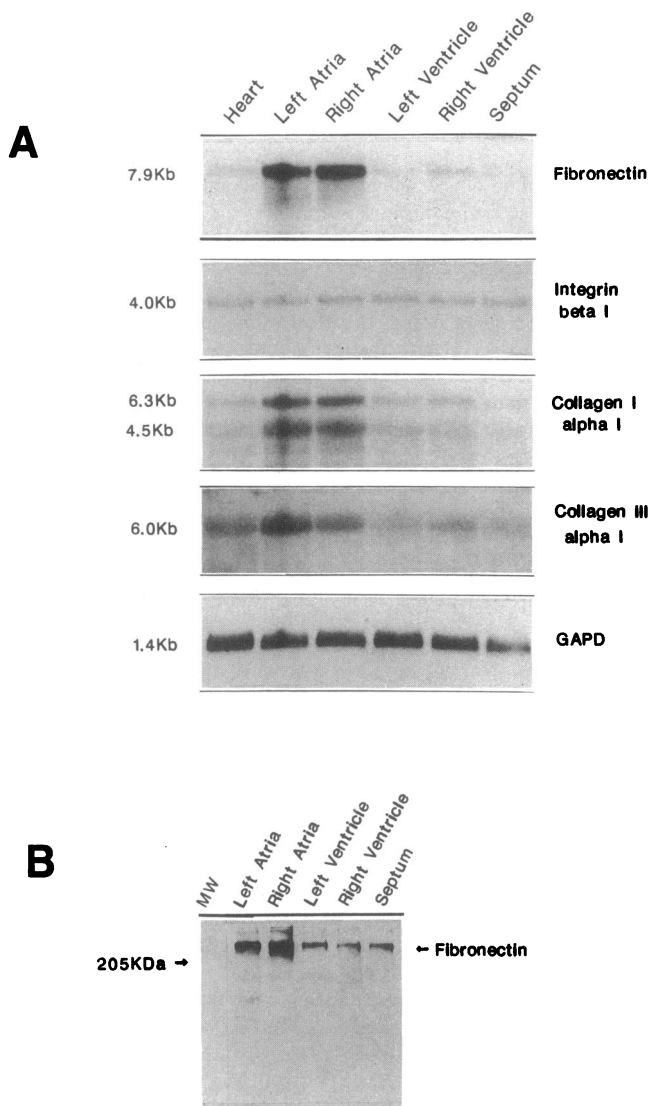 A
Heart
Left Atria
Right Atria
Left Ventricle
Right Ventricle
Septum
7.9Kb
Fibronectin
4.0Kb
Integrin
beta I
6.3Kb
4.5Kb
Collagen I
alpha I
6.0Kb
Collagen III
alpha I
1.4Kb
GAPD
B
MW
Left Atria
Right Atria
Left Ventricle
Right Ventricle
Septum
205KDa →
← Fibronectin